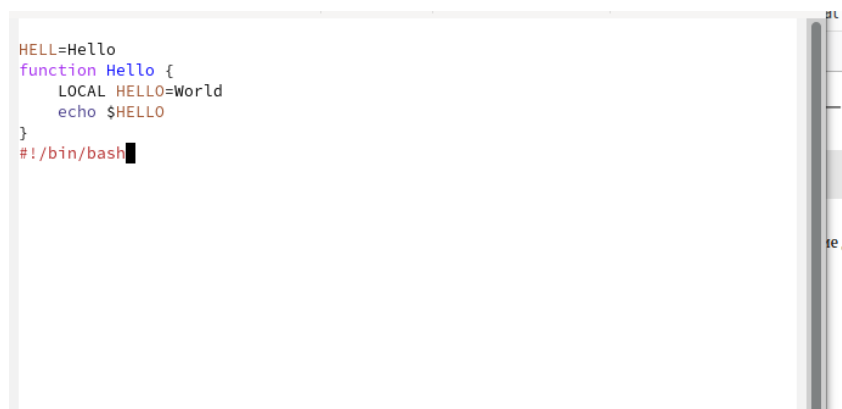 HELL=Hello
function Hello {
    LOCAL HELLO=World
    echo $HELLO
}
#!/bin/bash